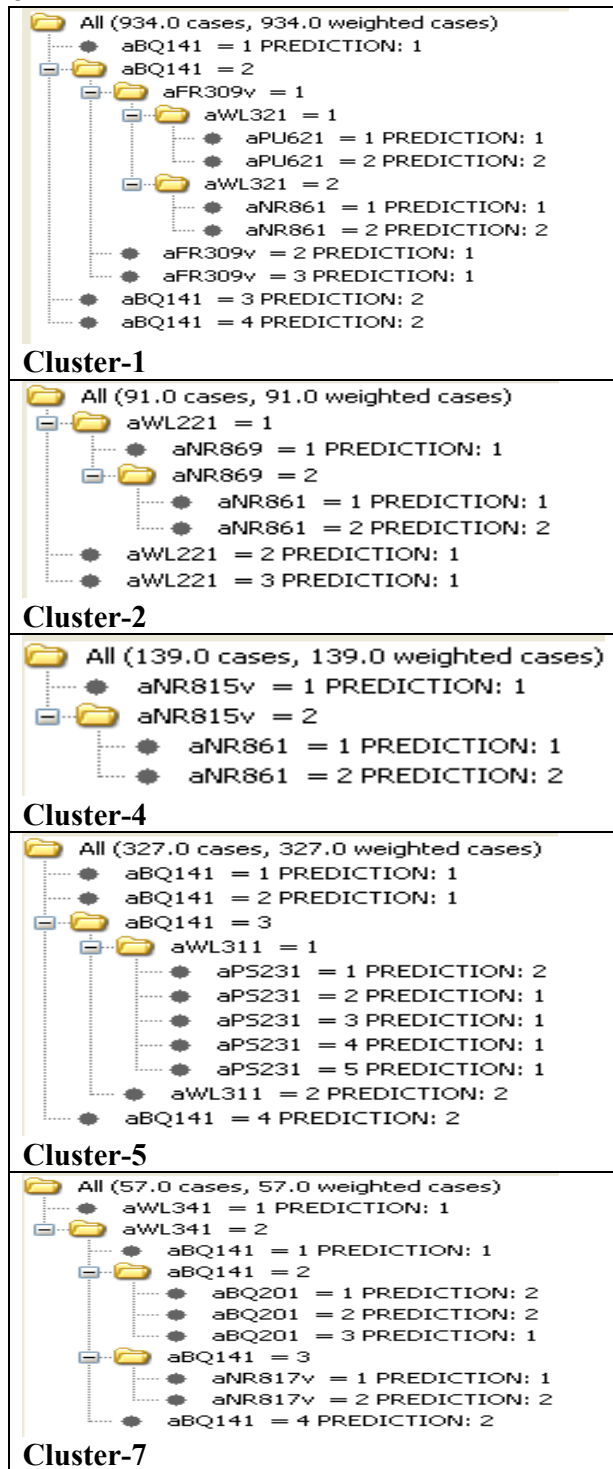 All (934.0 cases, 934.0 weighted cases)
aBQ141 = 1 PREDICTION: 1
aBQ141 = 2
aFR309v = 1
aWL321 = 1
aPU621 = 1 PREDICTION: 1
aPU621 = 2 PREDICTION: 2
aWL321 = 2
aNR861 = 1 PREDICTION: 1
aNR861 = 2 PREDICTION: 2
aFR309v = 2 PREDICTION: 1
aFR309v = 3 PREDICTION: 1
aBQ141 = 3 PREDICTION: 2
aBQ141 = 4 PREDICTION: 2
Cluster-1
All (91.0 cases, 91.0 weighted cases)
aWL221 = 1
aNR869 = 1 PREDICTION: 1
aNR869 = 2
aNR861 = 1 PREDICTION: 1
aNR861 = 2 PREDICTION: 2
aWL221 = 2 PREDICTION: 1
aWL221 = 3 PREDICTION: 1
Cluster-2
All (139.0 cases, 139.0 weighted cases)
aNR815v = 1 PREDICTION: 1
aNR815v = 2
aNR861 = 1 PREDICTION: 1
aNR861 = 2 PREDICTION: 2
Cluster-4
All (327.0 cases, 327.0 weighted cases)
aBQ141 = 1 PREDICTION: 1
aBQ141 = 2 PREDICTION: 1
aBQ141 = 3
aWL311 = 1
aPS231 = 1 PREDICTION: 2
aPS231 = 2 PREDICTION: 1
aPS231 = 3 PREDICTION: 1
aPS231 = 4 PREDICTION: 1
aPS231 = 5 PREDICTION: 1
aWL311 = 2 PREDICTION: 2
aBQ141 = 4 PREDICTION: 2
Cluster-5
All (57.0 cases, 57.0 weighted cases)
aWL341 = 1 PREDICTION: 1
aWL341 = 2
aBQ141 = 1 PREDICTION: 1
aBQ141 = 2
aBQ201 = 1 PREDICTION: 2
aBQ201 = 2 PREDICTION: 2
aBQ201 = 3 PREDICTION: 1
aBQ141 = 3
aNR817v = 1 PREDICTION: 1
aNR817v = 2 PREDICTION: 2
aBQ141 = 4 PREDICTION: 2
Cluster-7